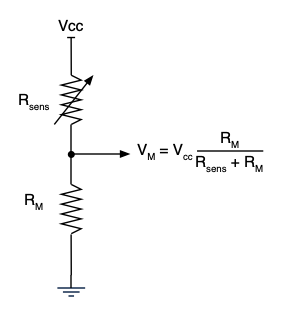 Vcc
Rsens
VM = Vcc RM / Rsens + RM
RM